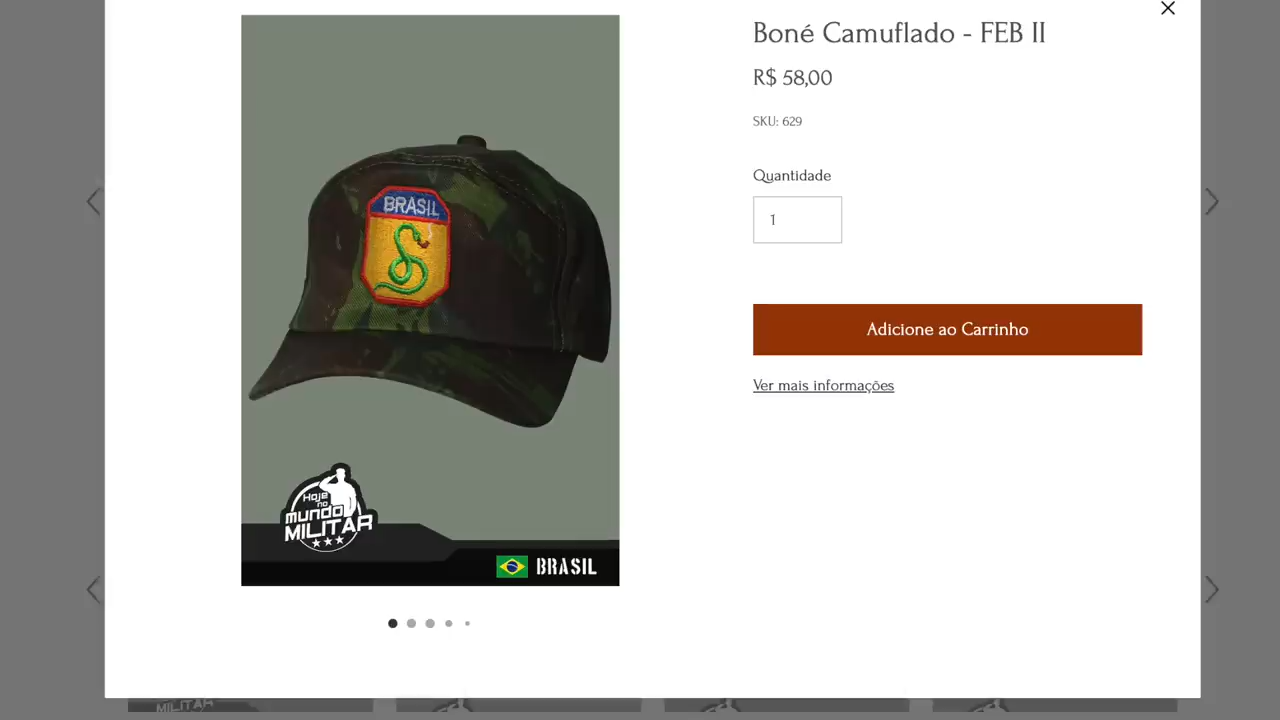 Boné Camuflado - FEB II
R$ 58,00
SKU: 629
Quantidade
1
Adicione ao Carrinho
Ver mais informações
BRASIL
Hoje
no
mundo
MILITAR
BRASIL
MILITAR